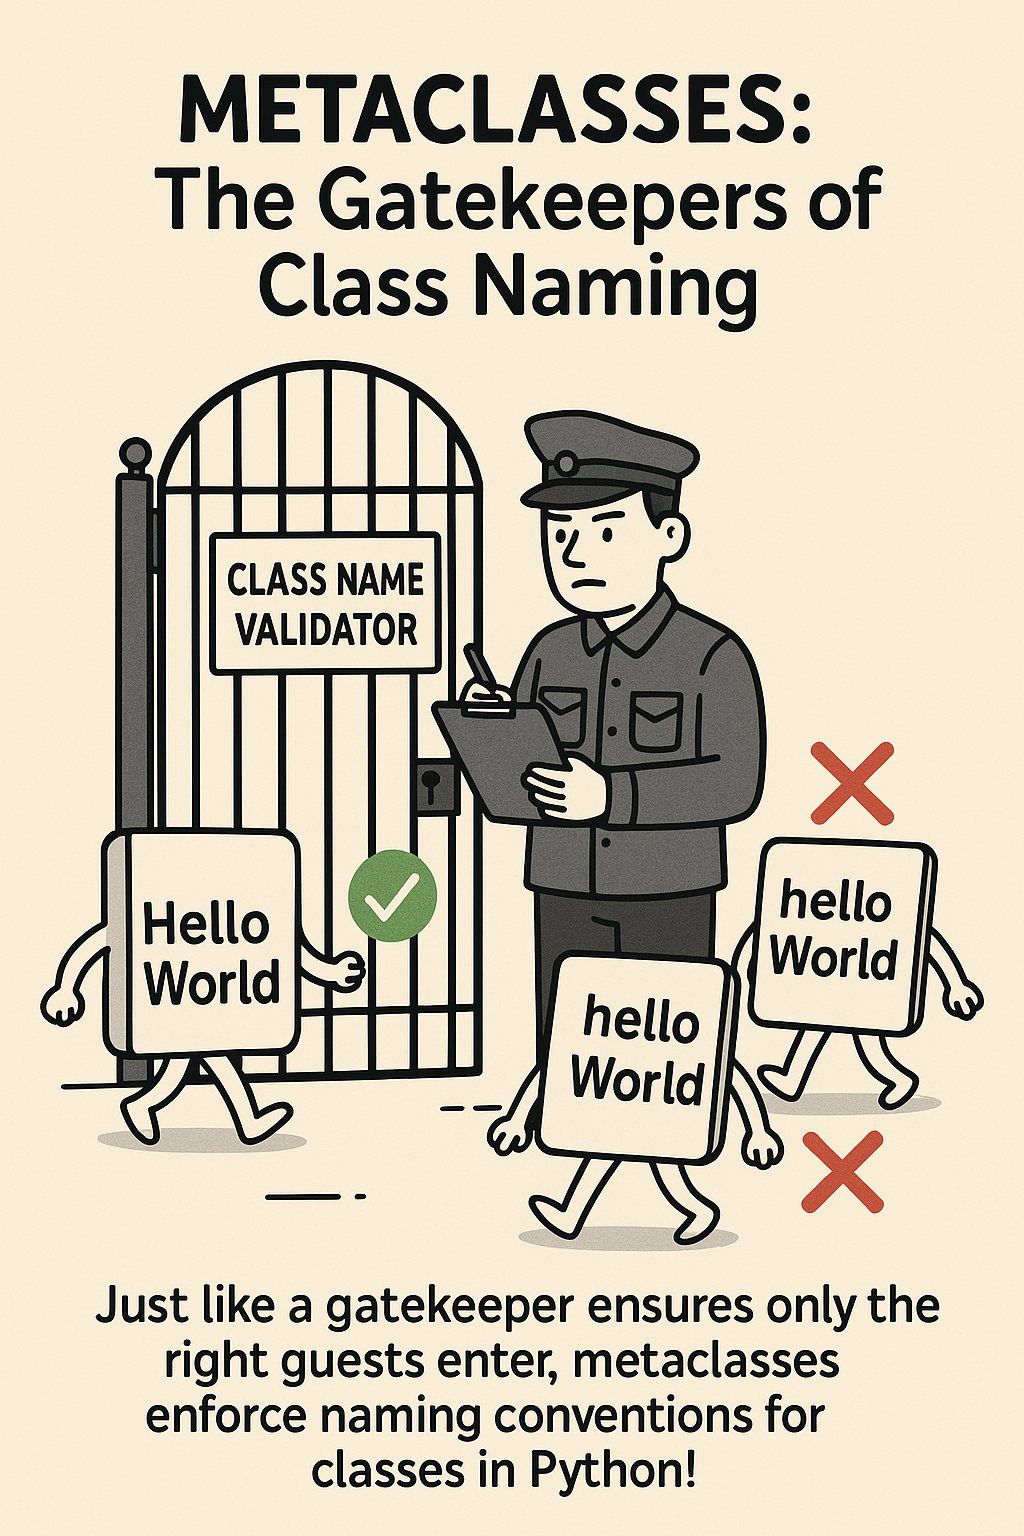 METACLASSES:
The Gatekeepers of
Class Naming
CLASS NAME
VALIDATOR
Hello
World
hello
World
hello
World
Just like a gatekeeper ensures only the
right guests enter, metaclasses
enforce naming conventions for
classes in Python!